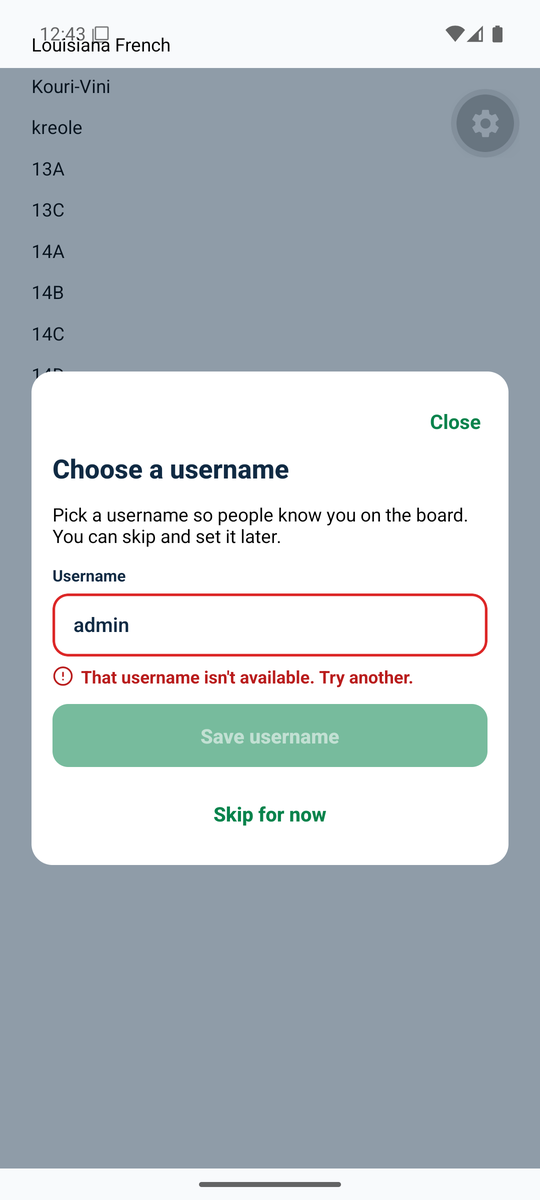 12:43
Louisiana French
Kouri-Vini
kreole
13A
13C
14A
14B
14C
Close
Choose a username
Pick a username so people know you on the board.
You can skip and set it later.
Username
admin
That username isn't available. Try another.
Save username
Skip for now